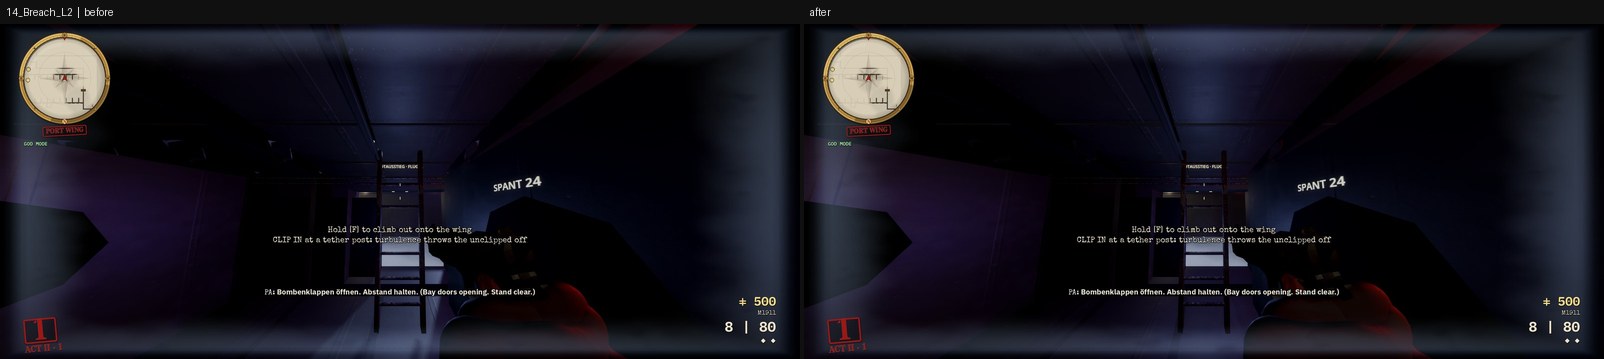 14_Breach_L2 | before
PORT WING
GOD MODE
SPANT 24
Hold [F] to climb out onto the wing
CLIP IN at a tether post: turbulence throws the unclipped off
PA: Bombenklappen öffnen. Abstand halten. (Bay doors opening. Stand clear.)
500
M1911
8 | 80
1
ACT II - 1
after
PORT WING
GOD MODE
SPANT 24
Hold [F] to climb out onto the wing
CLIP IN at a tether post: turbulence throws the unclipped off
PA: Bombenklappen öffnen. Abstand halten. (Bay doors opening. Stand clear.)
500
M1911
8 | 80
1
ACT II - 1